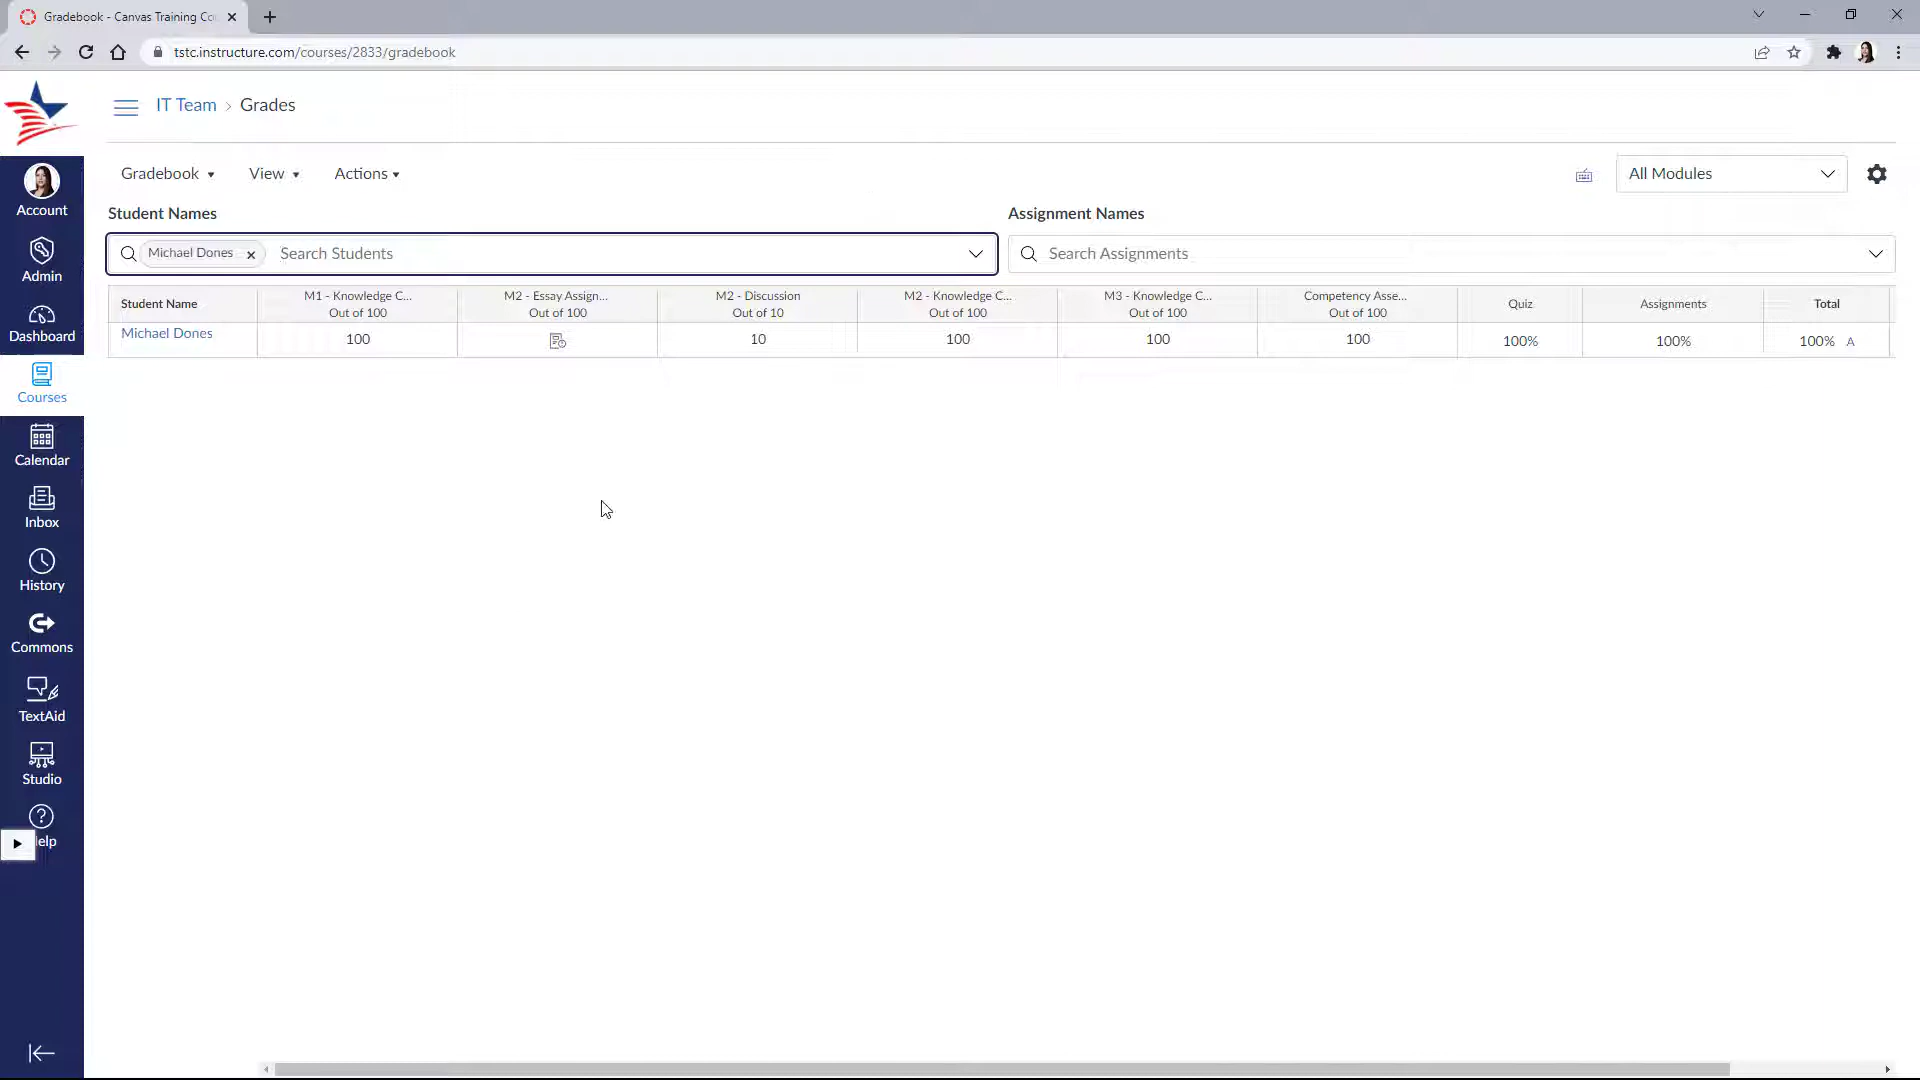 Gradebook - Canvas Training Co
tstc.instructure.com/courses/2833/gradebook
IT Team > Grades
Gradebook View Actions All Modules
Student Names Assignment Names
Michael Dones Search Students Search Assignments
Student Name M1 - Knowledge C... Out of 100 M2 - Essay Assign... Out of 100 M2 - Discussion Out of 10 M2 - Knowledge C... Out of 100 M3 - Knowledge C... Out of 100 Competency Asse... Out of 100 Quiz Assignments Total
Michael Dones 100 10 100 100 100 100% 100% 100% A
Account
Admin
Dashboard
Courses
Calendar
Inbox
History
Commons
TextAid
Studio
elp